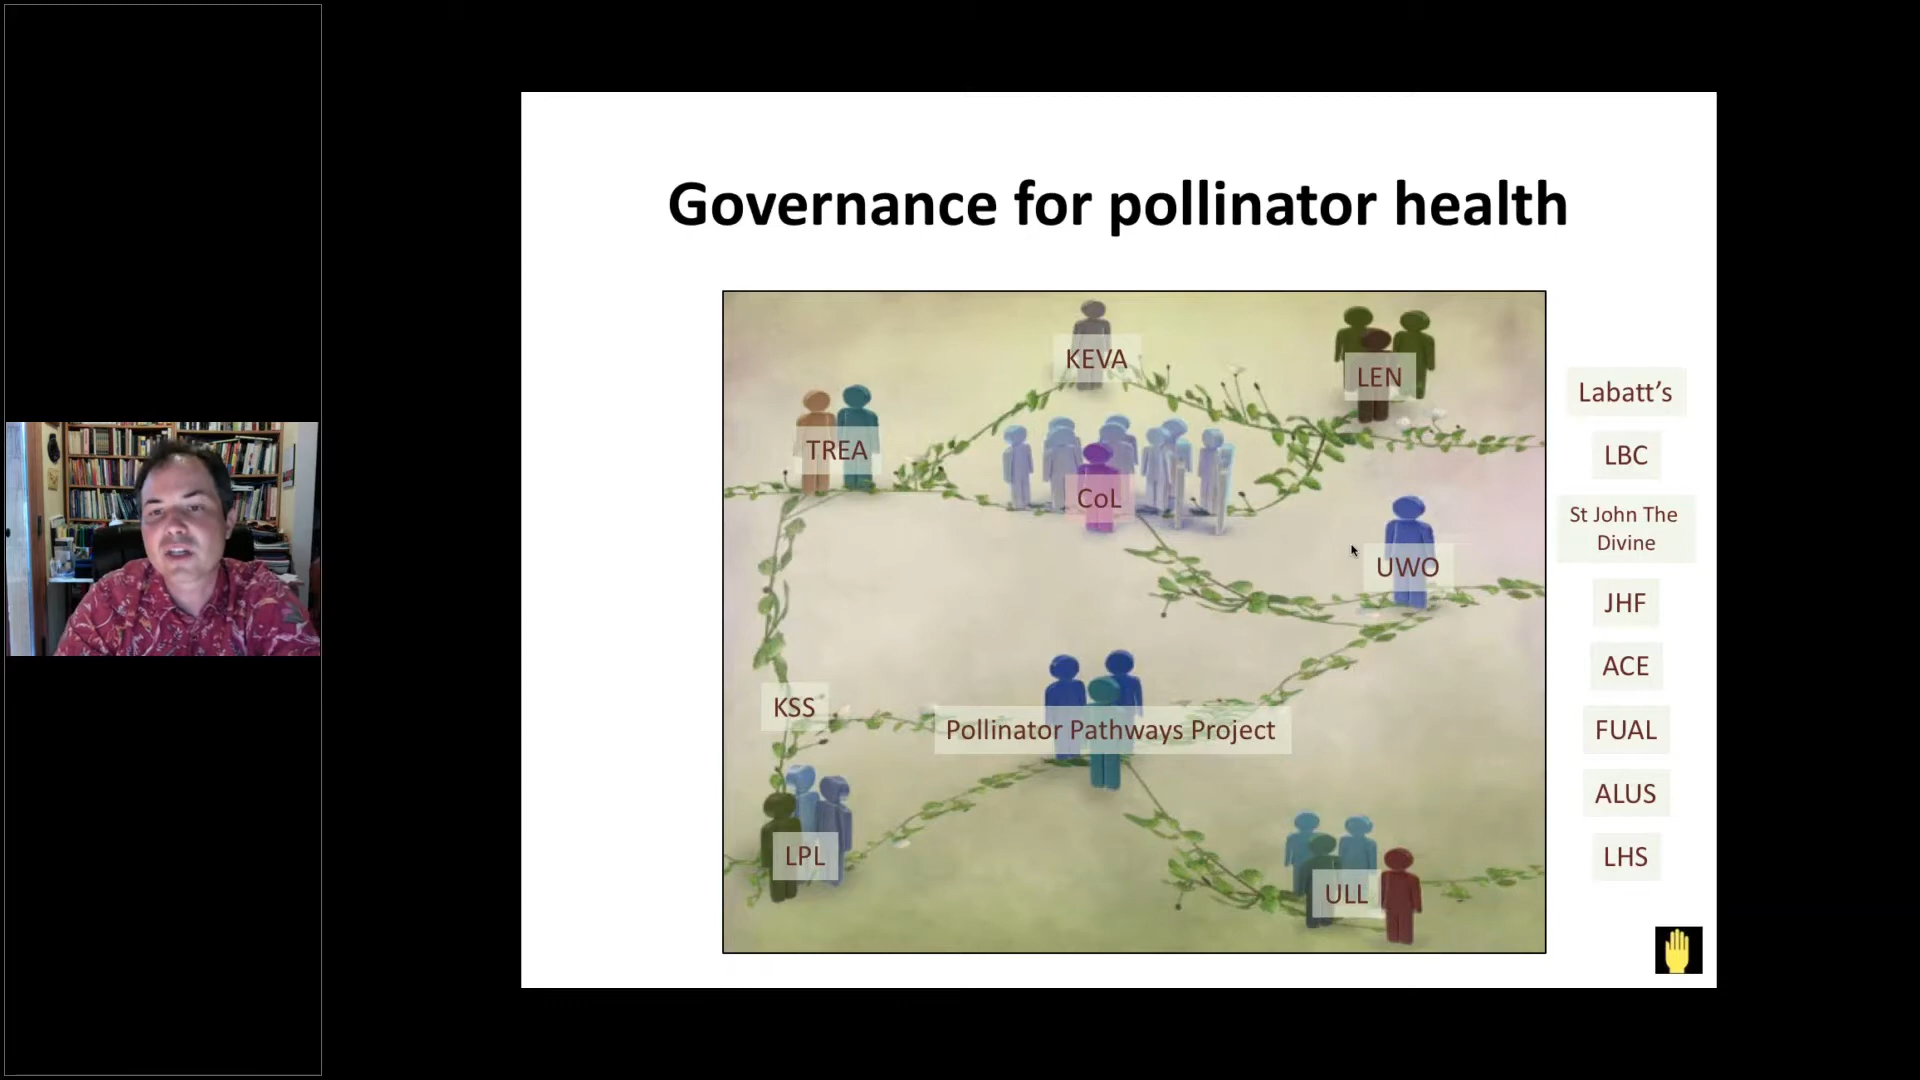 Governance for pollinator health
KEVA
LEN
TREA
CoL
UWO
KSS
Pollinator Pathways Project
LPL
ULL
Labatt’s
LBC
St John The
Divine
JHF
ACE
FUAL
ALUS
LHS